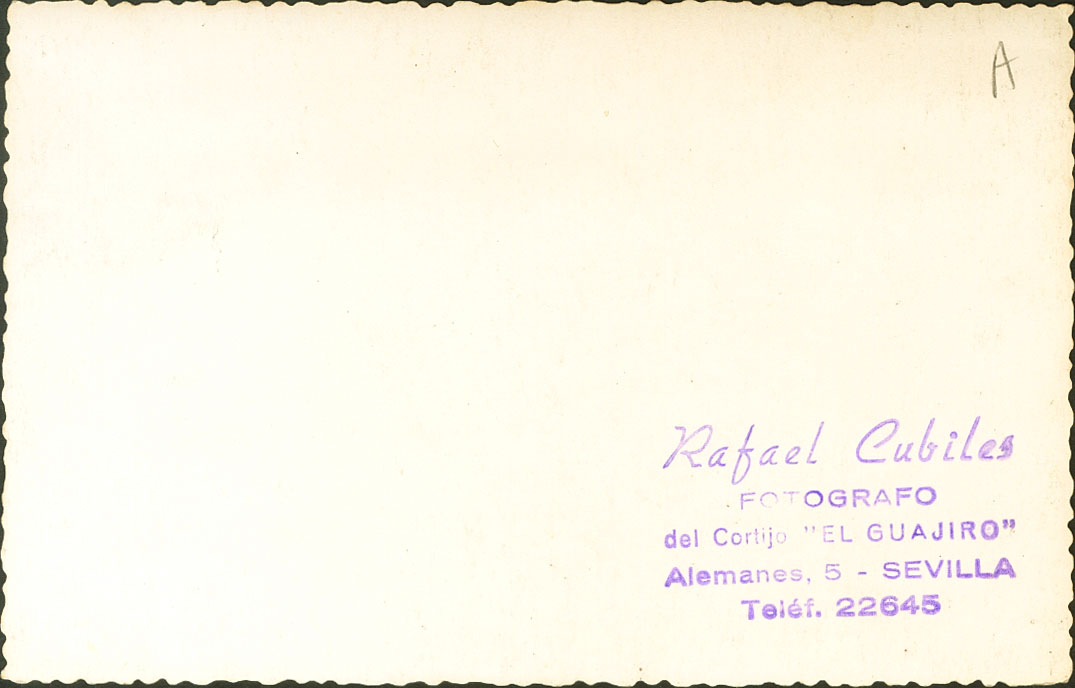 A
Rafael Cubiles
FOTOGRAFO
del Cortijo "EL GUAJIRO"
Alemanes, 5 - SEVILLA
Teléf. 22645